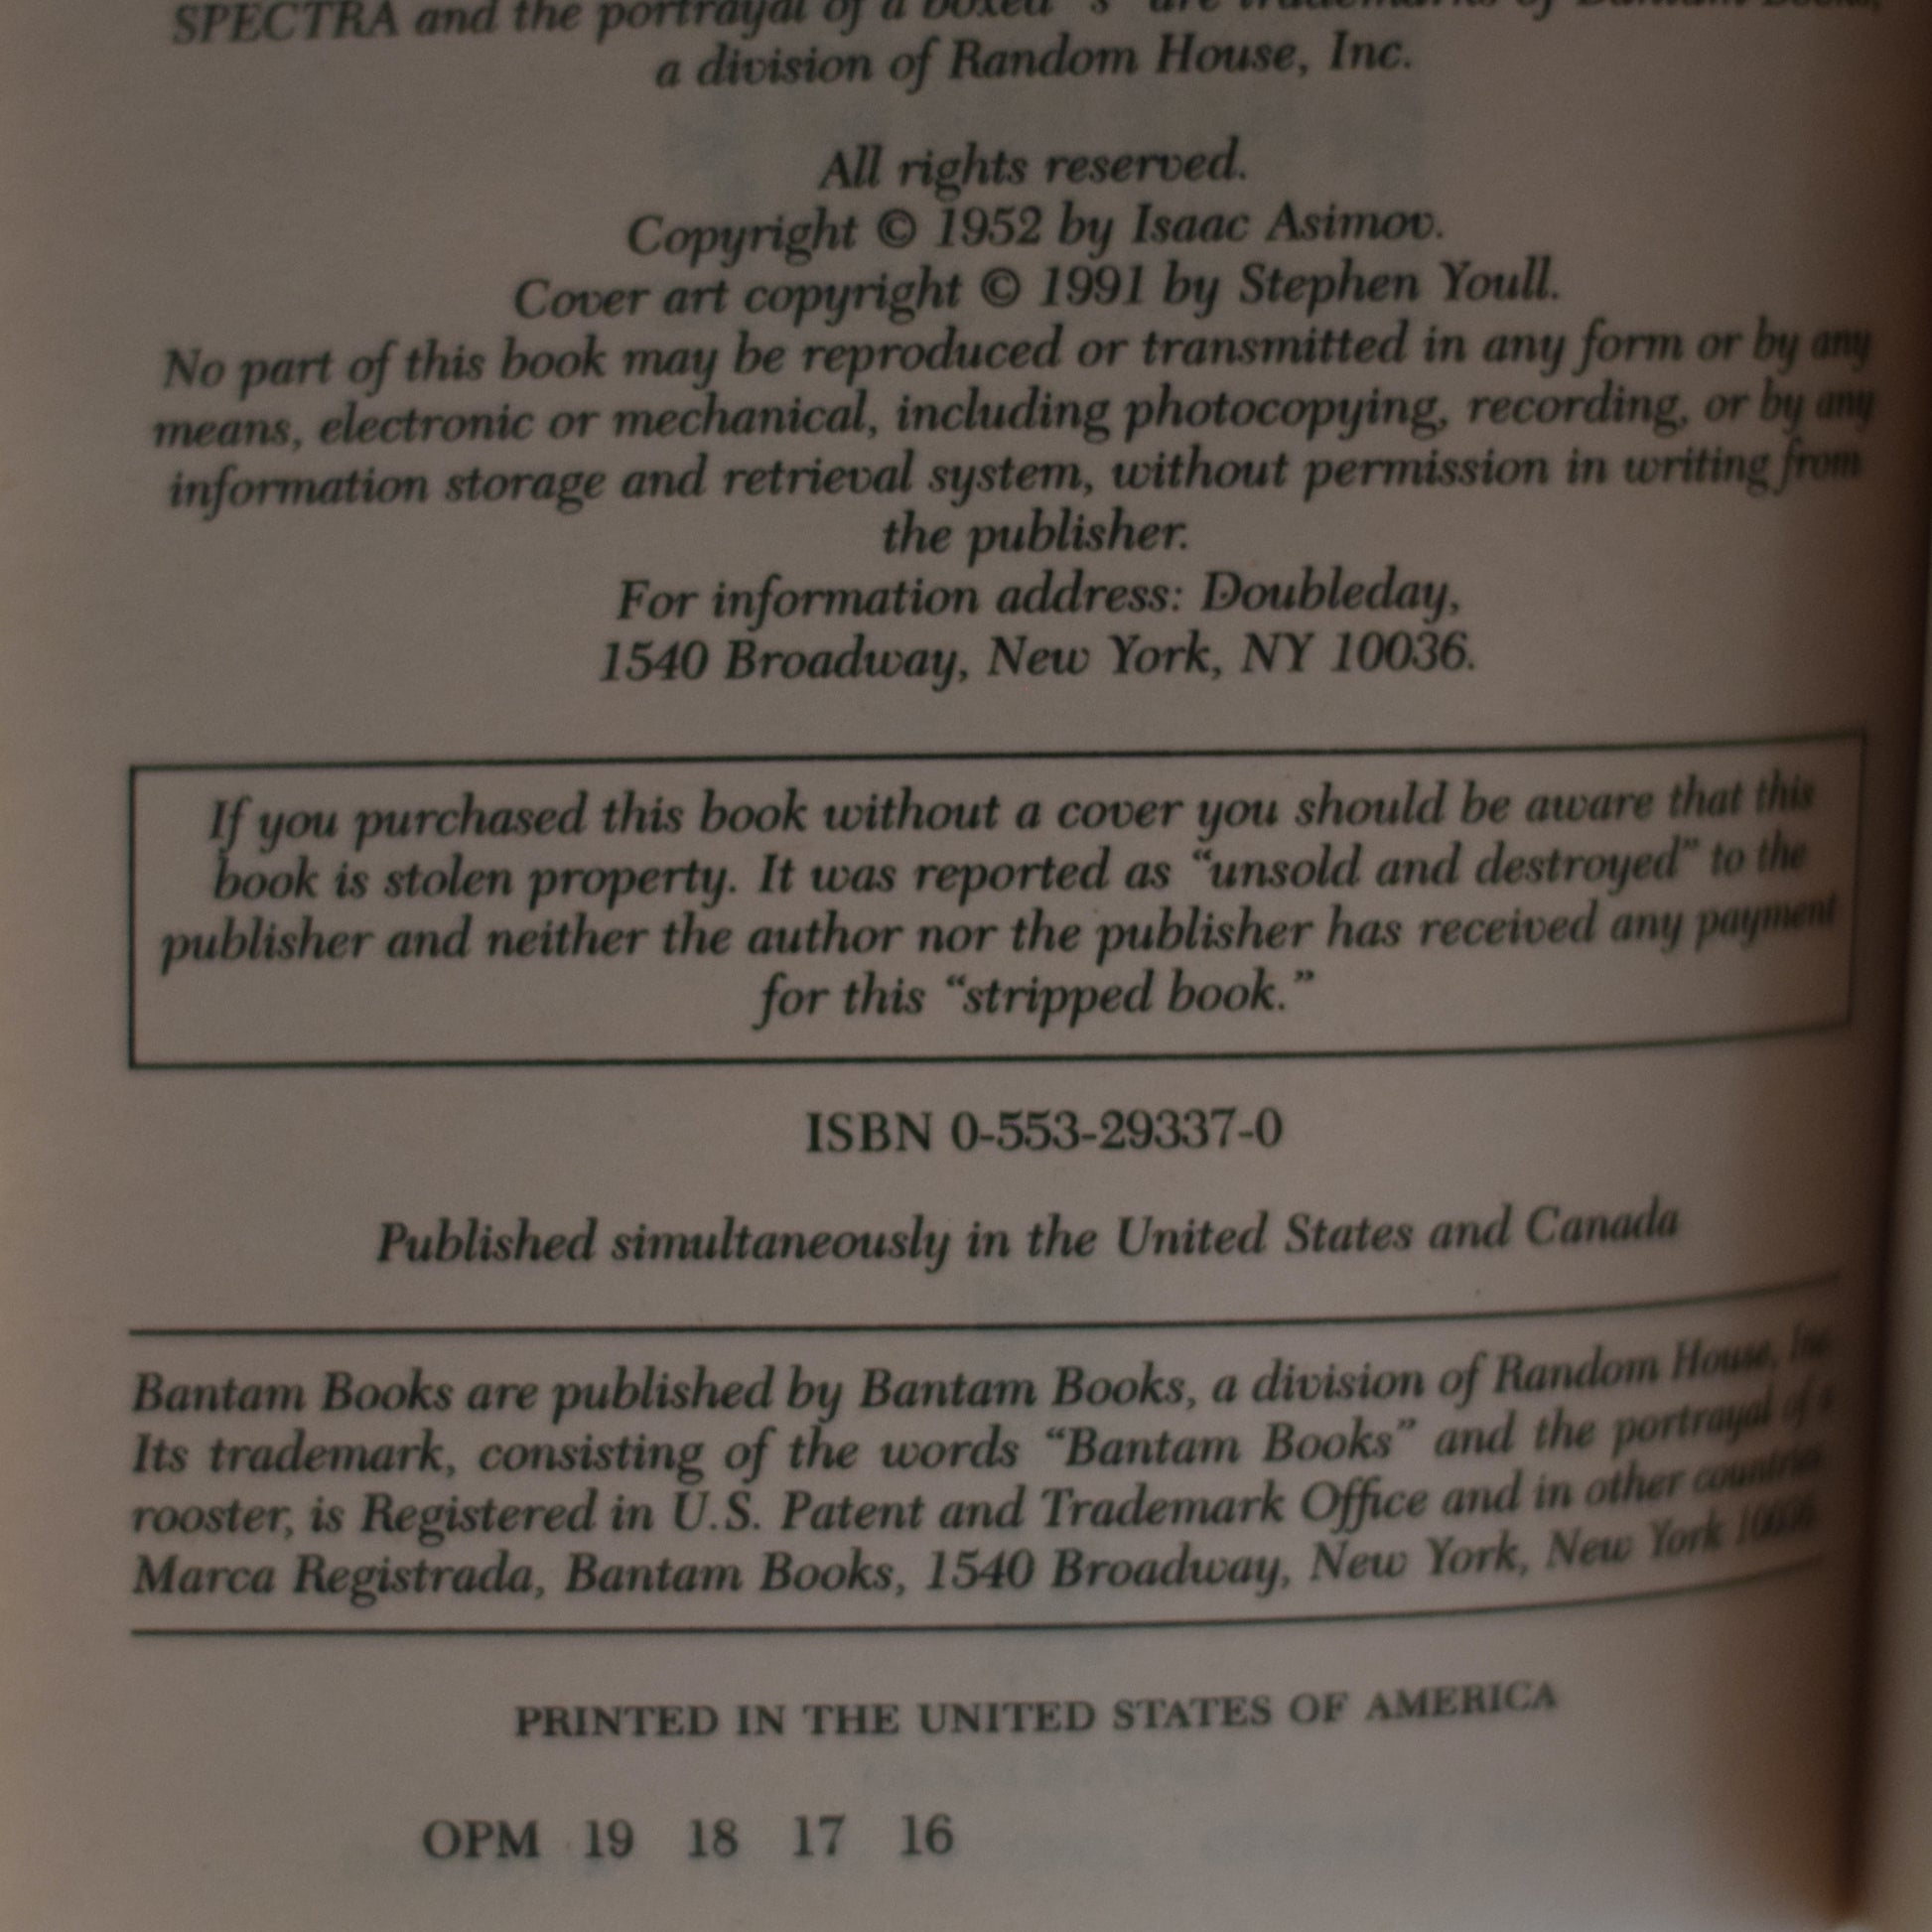 SPECTRA and the portrayal of a boxed "s" are trademarks of Bantam Books,
a division of Random House, Inc.
All rights reserved.
Copyright © 1952 by Isaac Asimov.
Cover art copyright © 1991 by Stephen Youll.
No part of this book may be reproduced or transmitted in any form or by any
means, electronic or mechanical, including photocopying, recording, or by any
information storage and retrieval system, without permission in writing from
the publisher.
For information address: Doubleday,
1540 Broadway, New York, NY 10036.
If you purchased this book without a cover you should be aware that this
book is stolen property. It was reported as “unsold and destroyed” to the
publisher and neither the author nor the publisher has received any payment
for this “stripped book.”
ISBN 0-553-29337-0
Published simultaneously in the United States and Canada
Bantam Books are published by Bantam Books, a division of Random House, Inc.
Its trademark, consisting of the words “Bantam Books” and the portrayal of a
rooster, is Registered in U.S. Patent and Trademark Office and in other countries.
Marca Registrada, Bantam Books, 1540 Broadway, New York, New York 10036.
PRINTED IN THE UNITED STATES OF AMERICA
OPM 19 18 17 16